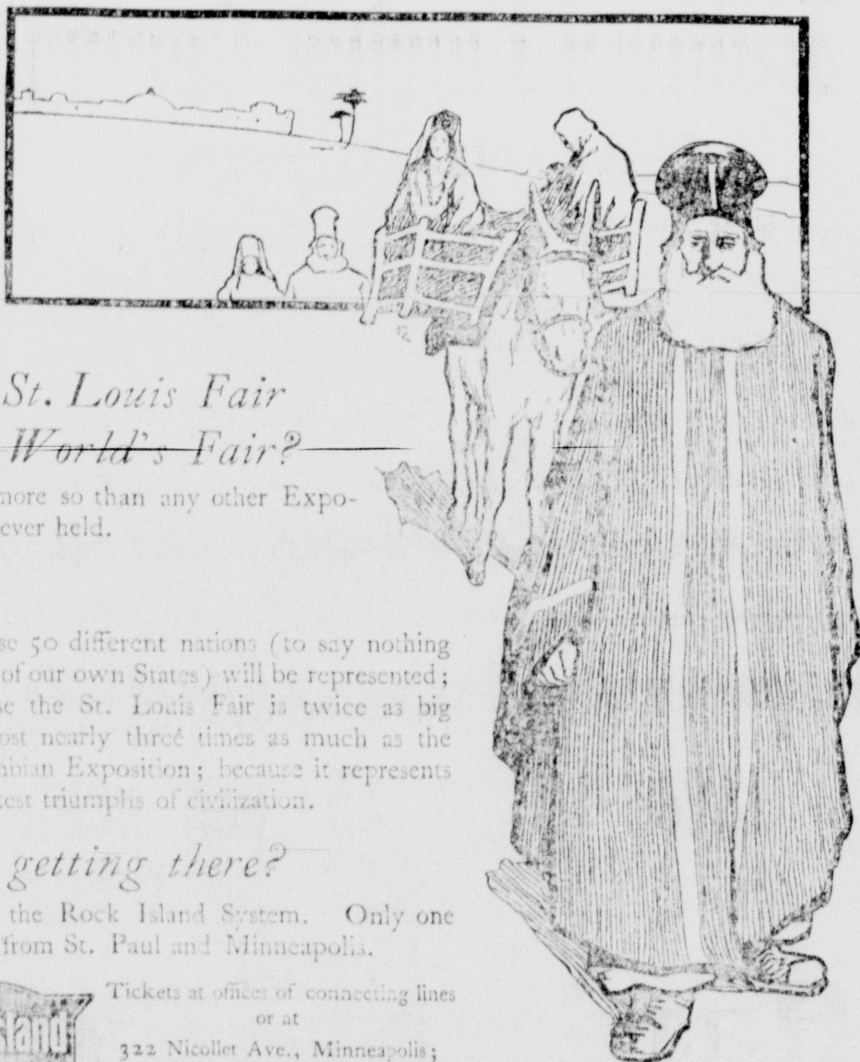 St. Louis Fair
World's Fair?
more so than any other Expo-
ever held.
se 50 different nations (to say nothing
of our own States) will be represented;
se the St. Louis Fair is twice as big
ost nearly three times as much as the
mbian Exposition; because it represents
test triumphs of civilization.
getting there?
the Rock Island System. Only one
from St. Paul and Minneapolis.
Tickets at offices of connecting lines
or at
322 Nicollet Ave., Minneapolis;
sland